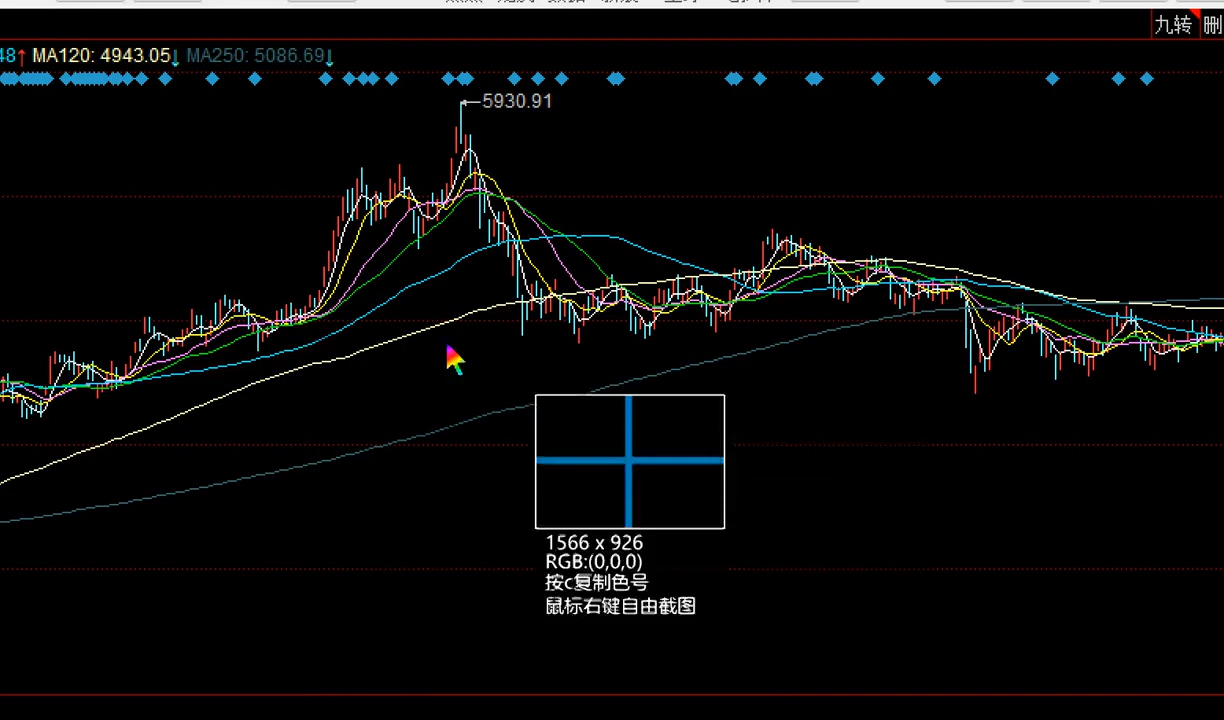 九转 删
48↑ MA120: 4943.05↓ MA250: 5086.69↓
5930.91
1566 x 926
RGB:(0,0,0)
按c复制色号
鼠标右键自由截图